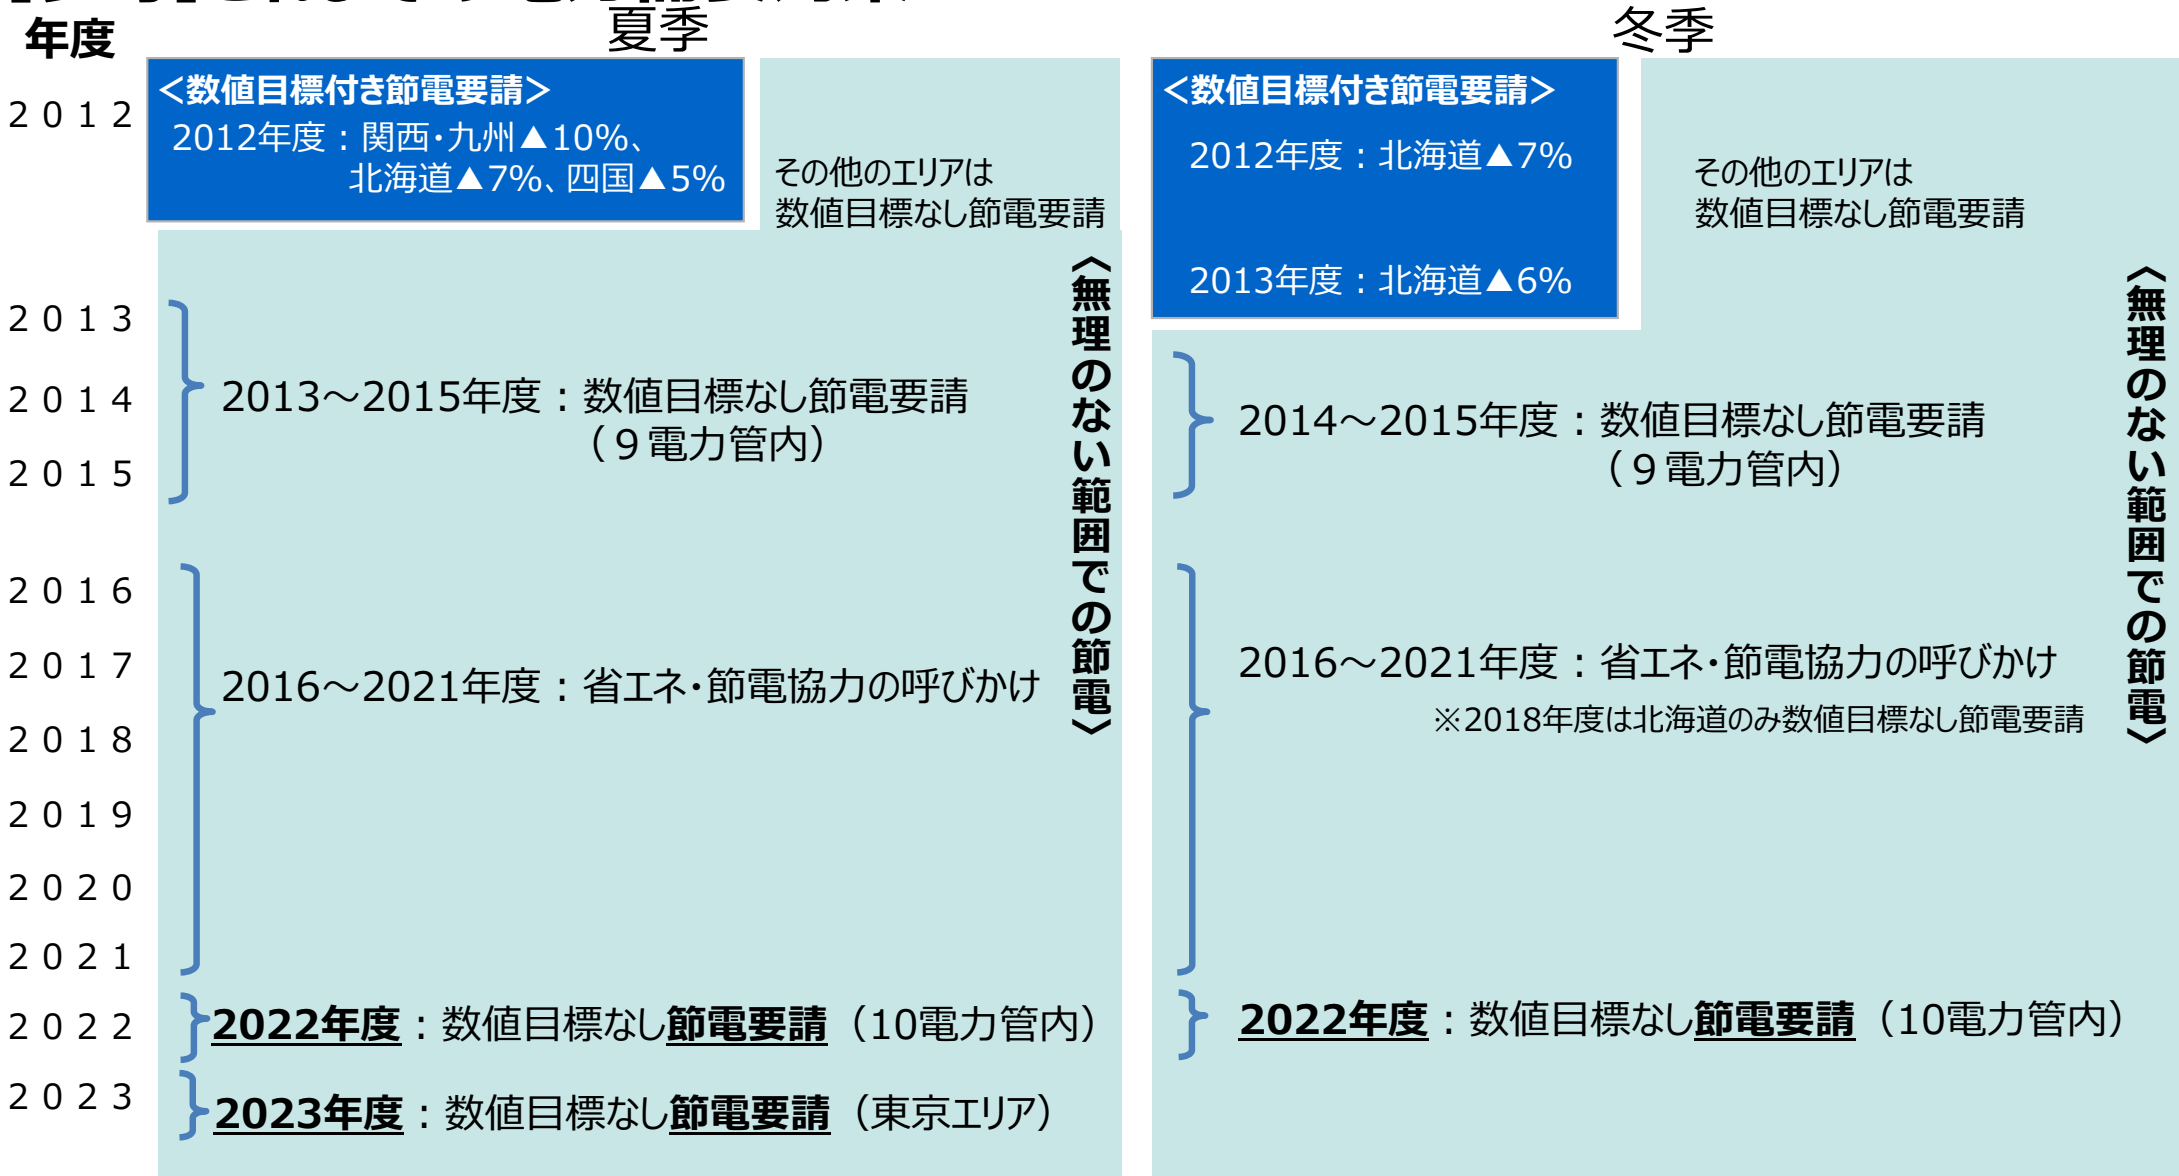 年度
夏季
冬季
２０１２
<数値目標付き節電要請>
2012年度：関西・九州▲10%、
北海道▲7%、四国▲5%
その他のエリアは
数値目標なし節電要請
<数値目標付き節電要請>
2012年度：北海道▲7%
2013年度：北海道▲6%
その他のエリアは
数値目標なし節電要請
〈無理のない範囲での節電〉
〈無理のない範囲での節電〉
２０１３
２０１４
２０１５
2013～2015年度：数値目標なし節電要請
（９電力管内）
2014～2015年度：数値目標なし節電要請
（９電力管内）
２０１６
２０１７
２０１８
２０１９
２０２０
２０２１
2016～2021年度：省エネ・節電協力の呼びかけ
2016～2021年度：省エネ・節電協力の呼びかけ
※2018年度は北海道のみ数値目標なし節電要請
２０２２
2022年度：数値目標なし節電要請（10電力管内）
2022年度：数値目標なし節電要請（10電力管内）
２０２３
2023年度：数値目標なし節電要請（東京エリア）